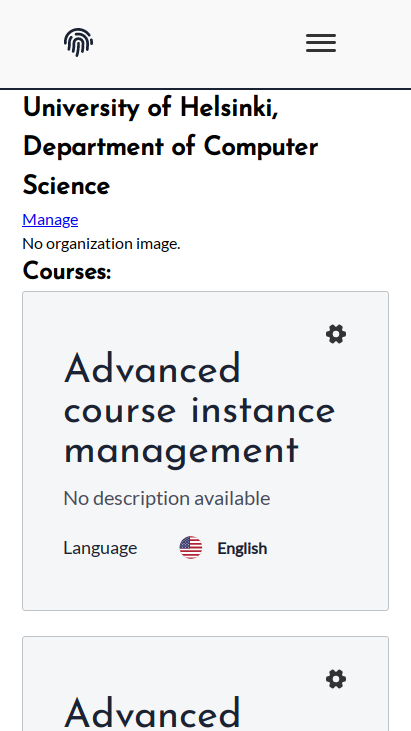 University of Helsinki,
Department of Computer
Science
Manage
No organization image.
Courses:
Advanced
course instance
management
No description available
Language English
Advanced